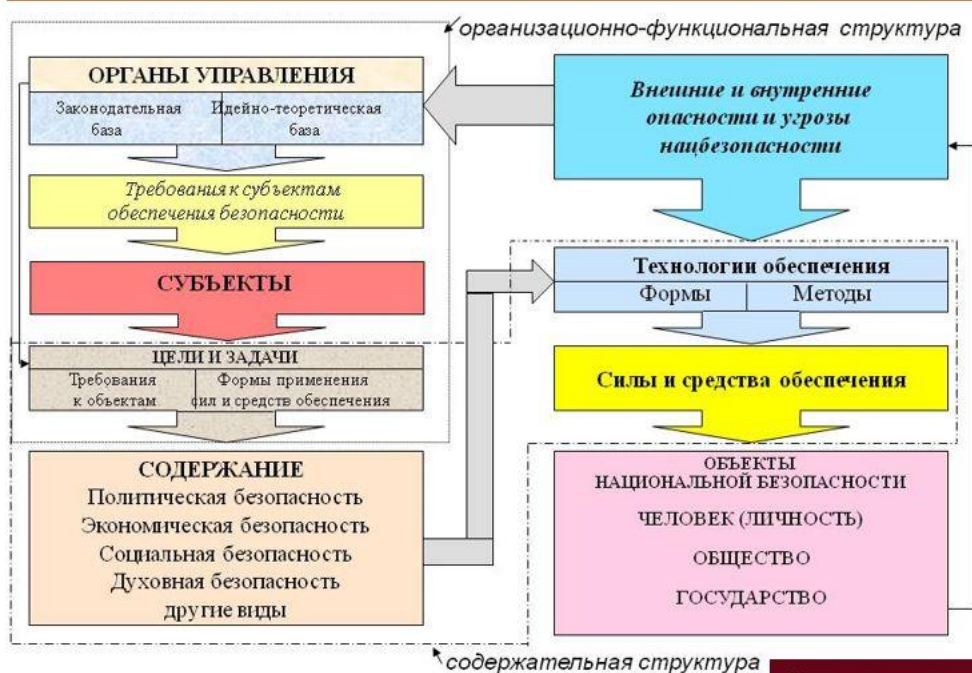 организационно-функциональная структура
ОРГАНЫ УПРАВЛЕНИЯ
Законодательная
база
Идейно-теоретическая
база
Требования к субъектам
обеспечения безопасности
СУБЪЕКТЫ
ЦЕЛИ И ЗАДАЧИ
Требования
к объектам
Формы применения
сил и средств обеспечения
СОДЕРЖАНИЕ
Политическая безопасность
Экономическая безопасность
Социальная безопасность
Духовная безопасность
другие виды
Внешние и внутренние
опасности и угрозы
нацбезопасности
Технологии обеспечения
Формы
Методы
Силы и средства обеспечения
ОБЪЕКТЫ
НАЦИОНАЛЬНОЙ БЕЗОПАСНОСТИ
ЧЕЛОВЕК (ЛИЧНОСТЬ)
ОБЩЕСТВО
ГОСУДАРСТВО
содержательная структура